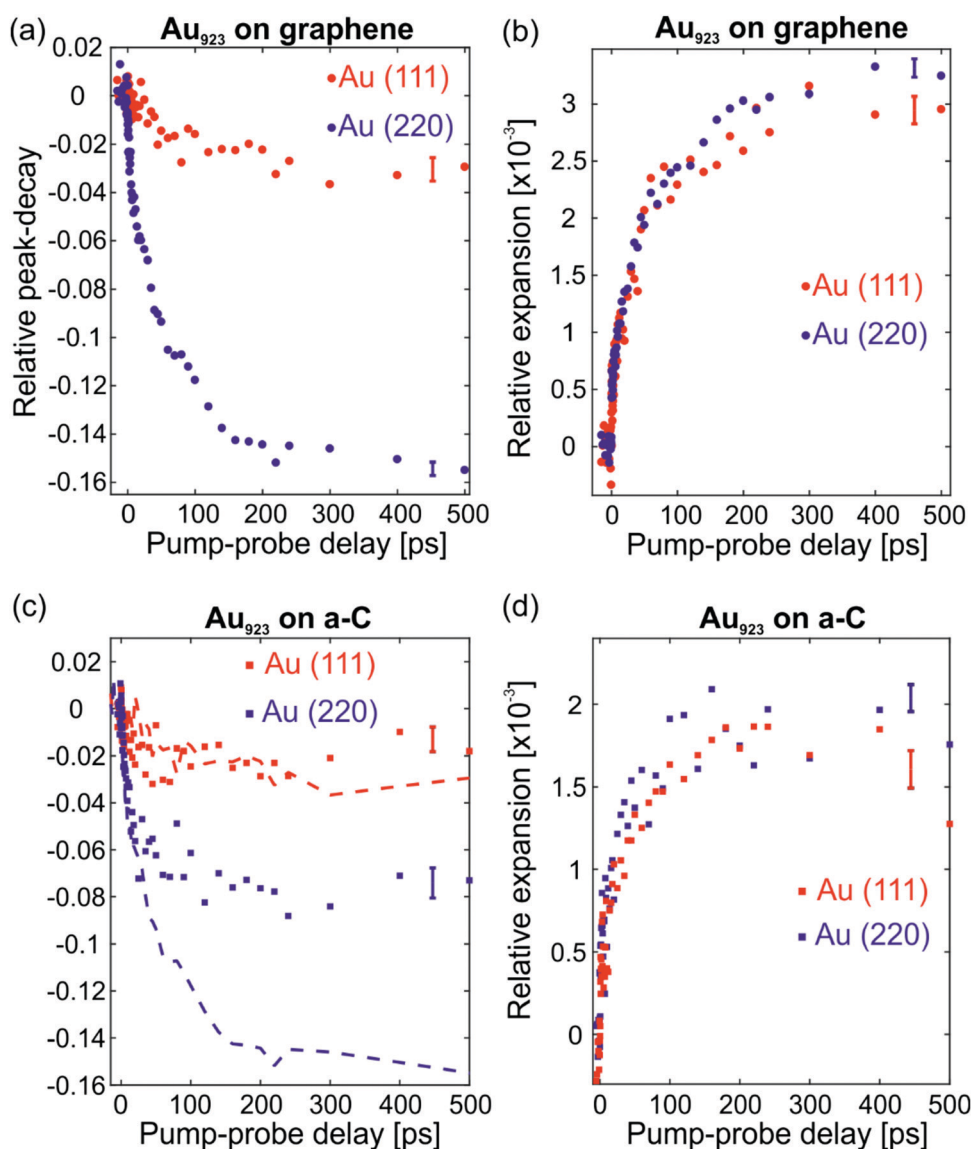 (a)
Au923 on graphene
0.02
0
-0.02
-0.04
-0.06
-0.08
-0.1
-0.12
-0.14
-0.16
Relative peak-decay
Au (111)
Au (220)
0 100 200 300 400 500
Pump-probe delay [ps]
(b)
Au923 on graphene
3
2.5
2
1.5
1
0.5
0
Relative expansion [x10-3]
Au (111)
Au (220)
0 100 200 300 400 500
Pump-probe delay [ps]
(c)
Au923 on a-C
0.02
0
-0.02
-0.04
-0.06
-0.08
-0.1
-0.12
-0.14
-0.16
Au (111)
Au (220)
0 100 200 300 400 500
Pump-probe delay [ps]
(d)
Au923 on a-C
2
1.5
1
0.5
0
Relative expansion [x10-3]
Au (111)
Au (220)
0 100 200 300 400 500
Pump-probe delay [ps]